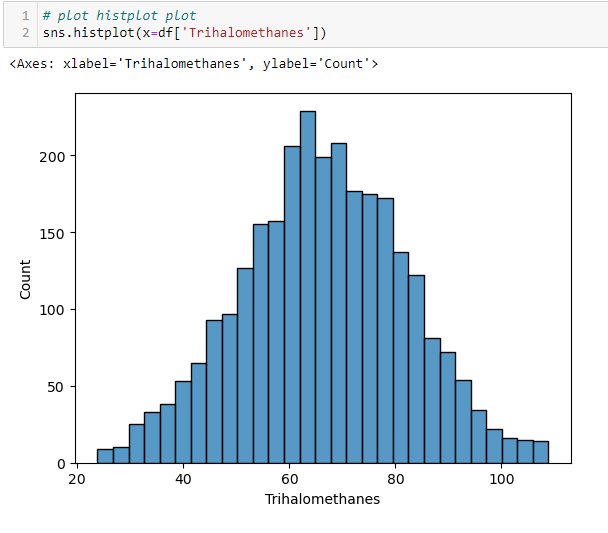 1 # plot histplot plot
2 sns.histplot(x=df['Trihalomethanes'])
<Axes: xlabel='Trihalomethanes', ylabel='Count'>
200
150
100
50
0
Count
20 40 60 80 100
Trihalomethanes